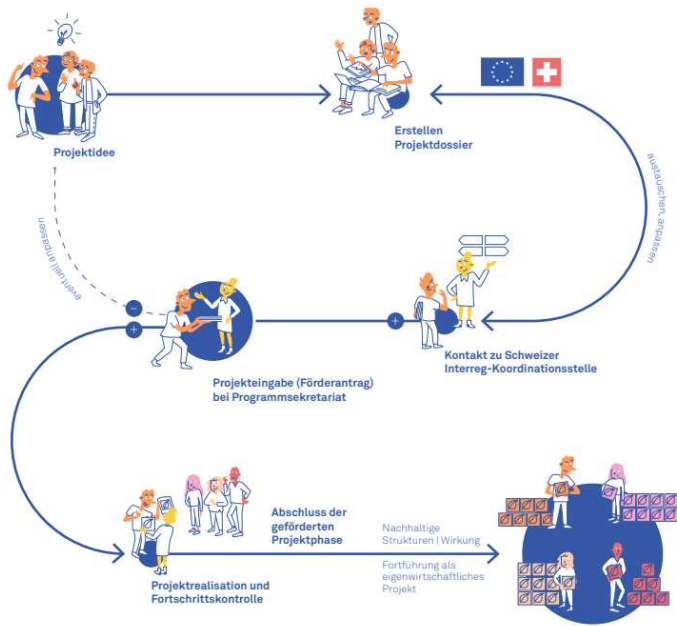 Projektidee
Erstellen
Projektdossier
austauschen, anpassen
eventuell anpassen
−
+
+
Kontakt zu Schweizer
Interreg-Koordinationsstelle
Projekteingabe (Förderantrag)
bei Programmsekretariat
Abschluss der
geförderten
Projektphase
Nachhaltige
Strukturen | Wirkung
Fortführung als
eigenwirtschaftliches
Projekt
Projektrealisation und
Fortschrittskontrolle